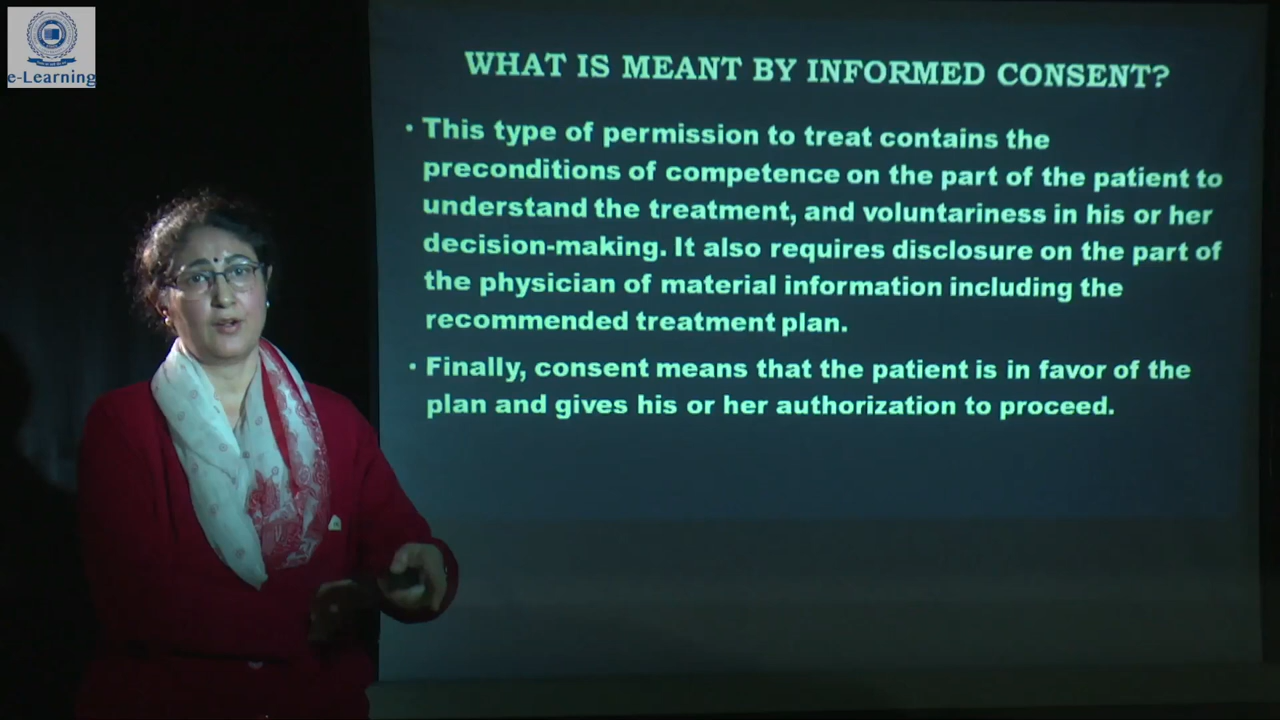 e-Learning
WHAT IS MEANT BY INFORMED CONSENT?
• This type of permission to treat contains the
preconditions of competence on the part of the patient to
understand the treatment, and voluntariness in his or her
decision-making. It also requires disclosure on the part of
the physician of material information including the
recommended treatment plan.
• Finally, consent means that the patient is in favor of the
plan and gives his or her authorization to proceed.